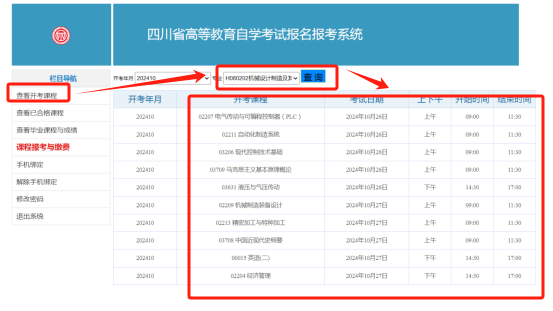 四川省高等教育自学考试报名报考系统
栏目导航
开考年月 202410 专业 H080202机械设计制造及其 查 询
查看开考课程
查看已合格课程
查看毕业课程与成绩
课程报考与缴费
手机绑定
解除手机绑定
修改密码
退出系统
开考年月 开考课程 考试日期 上下午 开始时间 结束时间
202410 02207 电气传动与可编程控制器（PLC） 2024年10月26日 上午 09:00 11:30
202410 02211 自动化制造系统 2024年10月26日 上午 09:00 11:30
202410 03206 现代控制技术基础 2024年10月26日 上午 09:00 11:30
202410 03709 马克思主义基本原理概论 2024年10月26日 上午 09:00 11:30
202410 03631 液压与气压传动 2024年10月26日 下午 14:30 17:00
202410 02209 机械制造装备设计 2024年10月27日 上午 09:00 11:30
202410 02213 精密加工与特种加工 2024年10月27日 上午 09:00 11:30
202410 03708 中国近现代史纲要 2024年10月27日 上午 09:00 11:30
202410 00015 英语(二) 2024年10月27日 下午 14:30 17:00
202410 02204 经济管理 2024年10月27日 下午 14:30 17:00